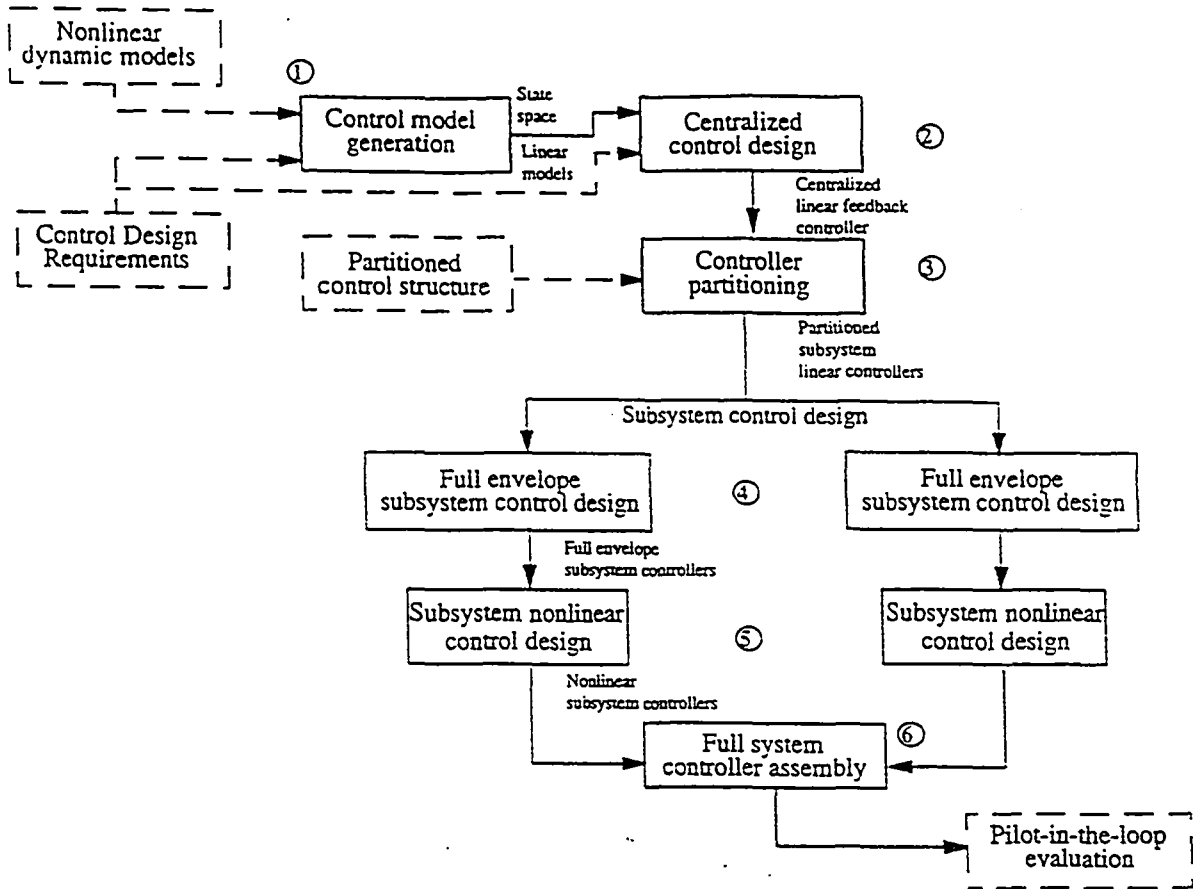 Nonlinear
dynamic models
①
Control model
generation
State
space
Linear
models
Centralized
control design
②
Centralized
linear feedback
controller
Control Design
Requirements
Partitioned
control structure
Controller
partitioning
③
Partitioned
subsystem
linear controllers
Subsystem control design
Full envelope
subsystem control design
④
Full envelope
subsystem control design
Full envelope
subsystem controllers
Subsystem nonlinear
control design
⑤
Subsystem nonlinear
control design
Nonlinear
subsystem controllers
Full system
controller assembly
⑥
Pilot-in-the-loop
evaluation